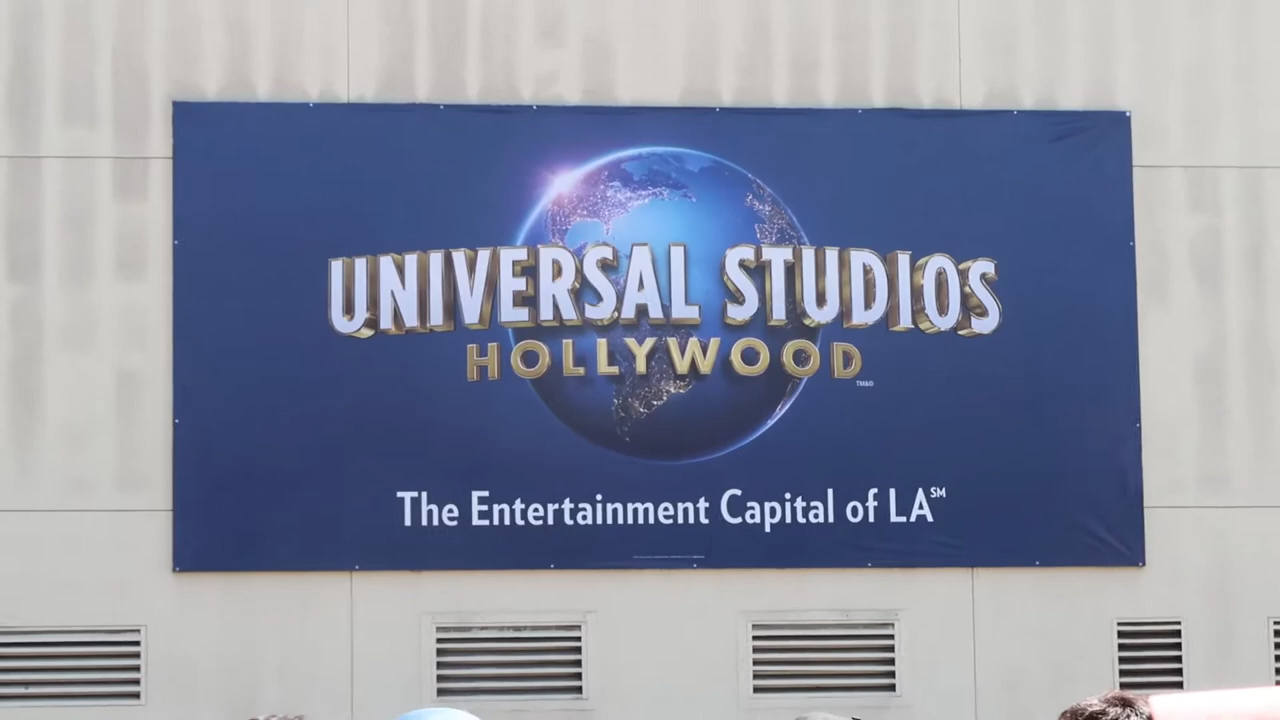 UNIVERSAL STUDIOS
HOLLYWOOD
TM&©
The Entertainment Capital of LA℠